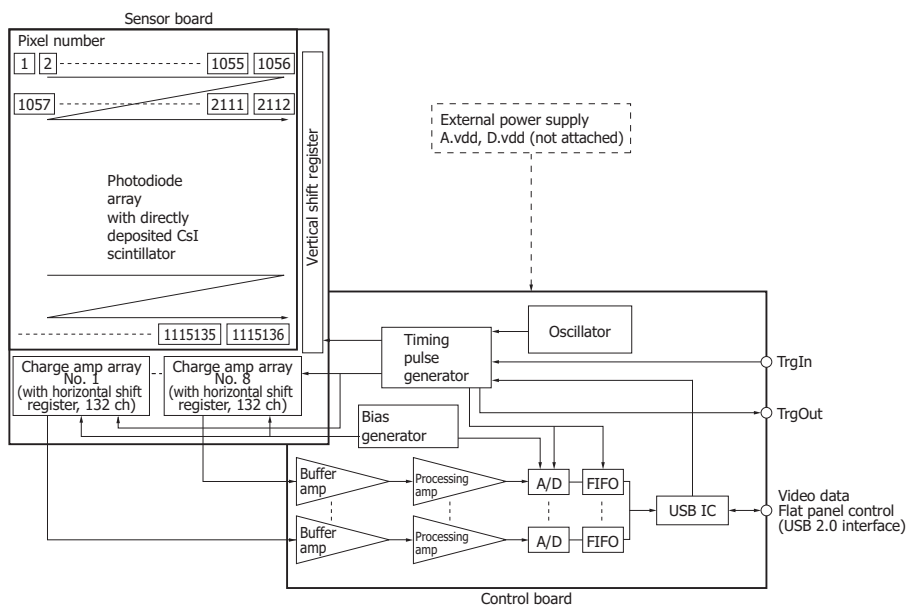 Sensor board
Pixel number
1 2 1055 1056
1057 2111 2112
Photodiode
array
with directly
deposited CsI
scintillator
1115135 1115136
Vertical shift register
External power supply
A.vdd, D.vdd (not attached)
Charge amp array
No. 1
(with horizontal shift
register, 132 ch)
Charge amp array
No. 8
(with horizontal shift
register, 132 ch)
Timing
pulse
generator
Oscillator
TrgIn
TrgOut
Bias
generator
Buffer
amp
Processing
amp
A/D
FIFO
USB IC
Video data
Flat panel control
(USB 2.0 interface)
Buffer
amp
Processing
amp
A/D
FIFO
Control board